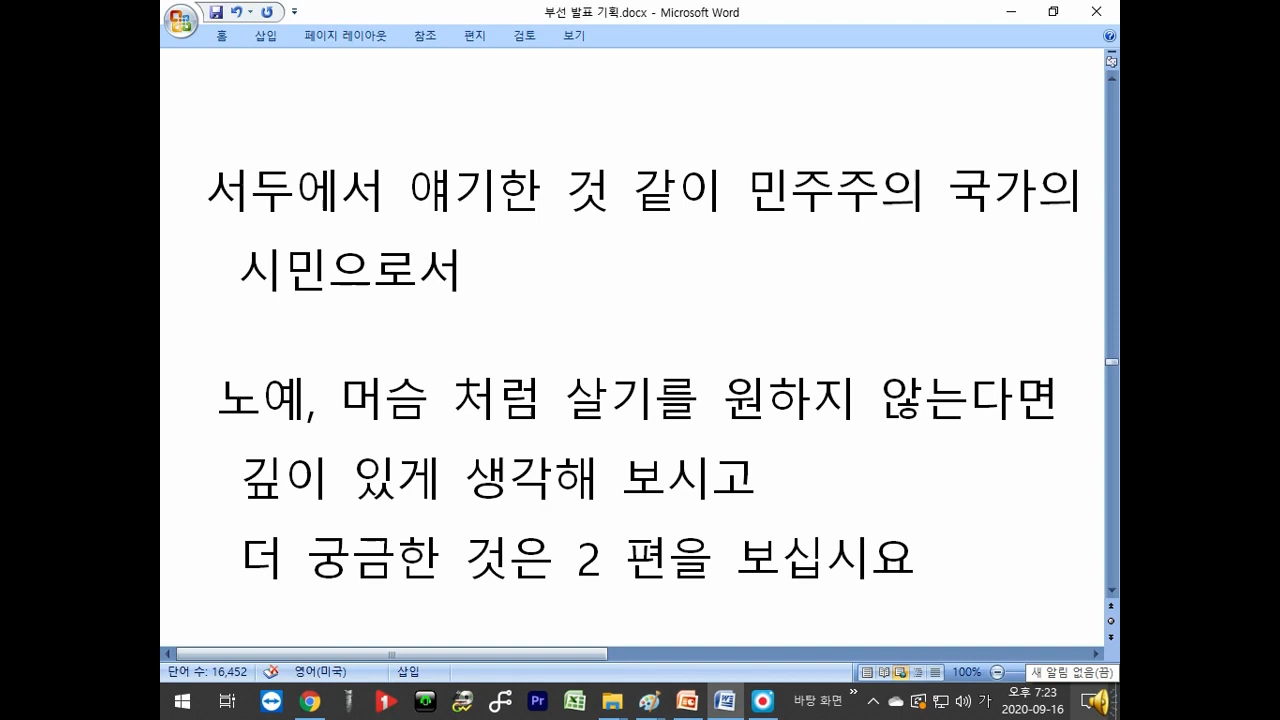 부선 발표 기획.docx - Microsoft Word
홈 삽입 페이지 레이아웃 참조 편지 검토 보기
서두에서 얘기한 것 같이 민주주의 국가의
시민으로서
노예, 머슴 처럼 살기를 원하지 않는다면
깊이 있게 생각해 보시고
더 궁금한 것은 2 편을 보십시요
단어 수: 16,452 영어(미국) 삽입 100% 새 알림 없음(끔)
Pr 바탕 화면 » 가 오후 7:23
2020-09-16